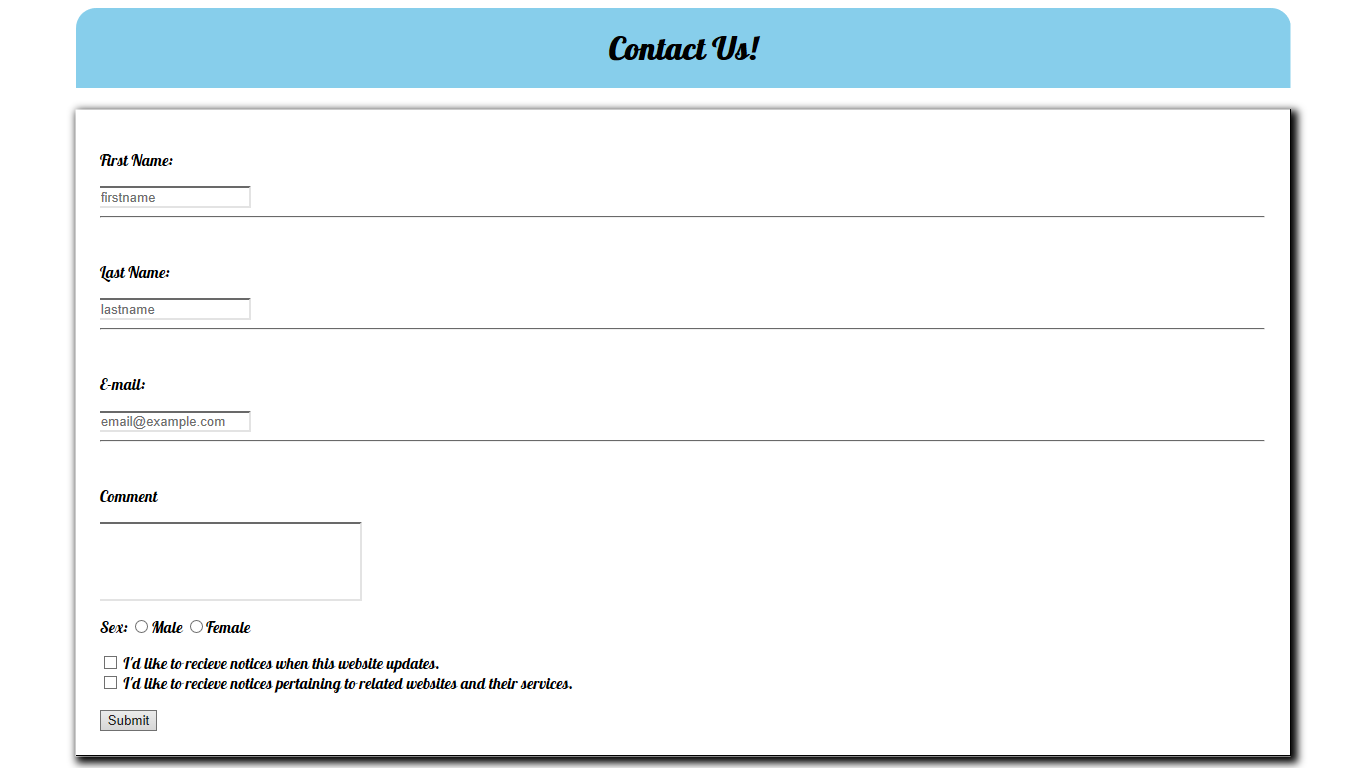 Contact Us!
First Name:
firstname
Last Name:
lastname
E-mail:
email@example.com
Comment
Sex: Male Female
I'd like to recieve notices when this website updates.
I'd like to recieve notices pertaining to related websites and their services.
Submit